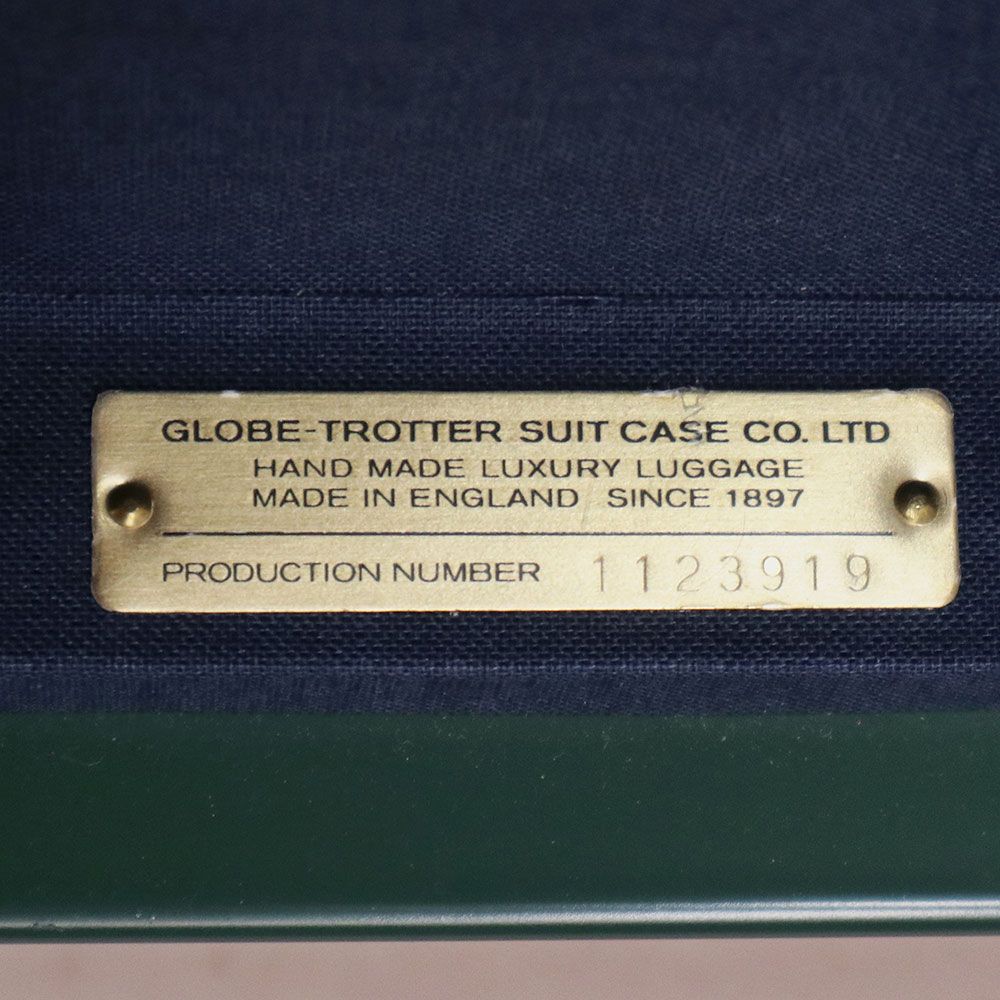 GLOBE-TROTTER SUIT CASE CO. LTD
HAND MADE LUXURY LUGGAGE
MADE IN ENGLAND SINCE 1897
PRODUCTION NUMBER 1123919